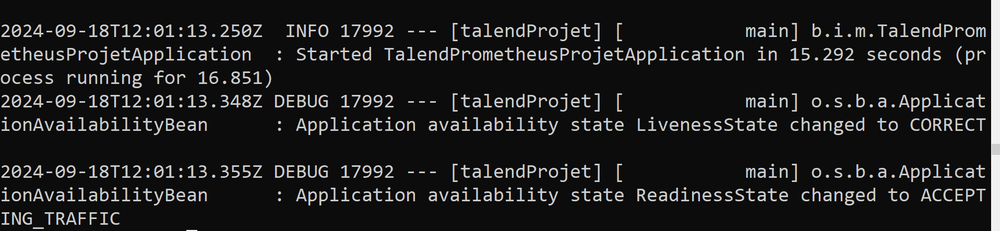 2024-09-18T12:01:13.250Z  INFO 17992 --- [talendProjet] [           main] b.i.m.TalendProm
etheusProjetApplication  : Started TalendPrometheusProjetApplication in 15.292 seconds (pr
ocess running for 16.851)
2024-09-18T12:01:13.348Z DEBUG 17992 --- [talendProjet] [           main] o.s.b.a.Applicat
ionAvailabilityBean      : Application availability state LivenessState changed to CORRECT
2024-09-18T12:01:13.355Z DEBUG 17992 --- [talendProjet] [           main] o.s.b.a.Applicat
ionAvailabilityBean      : Application availability state ReadinessState changed to ACCEPT
ING_TRAFFIC